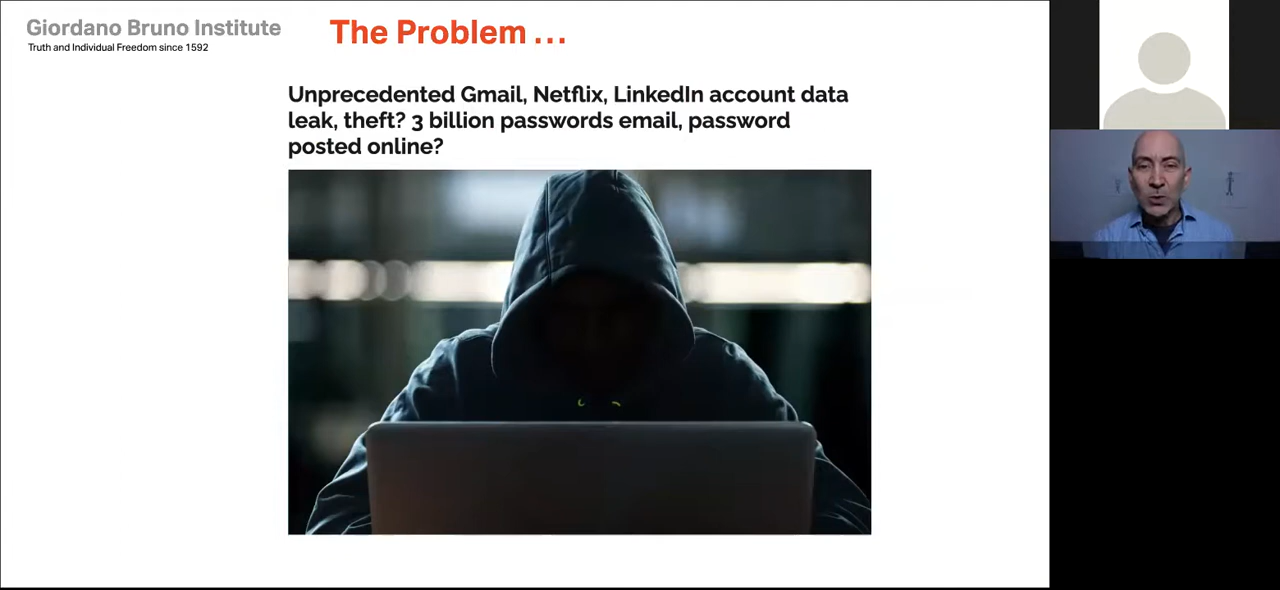 Giordano Bruno Institute
Truth and Individual Freedom since 1592
The Problem ...
Unprecedented Gmail, Netflix, LinkedIn account data
leak, theft? 3 billion passwords email, password
posted online?